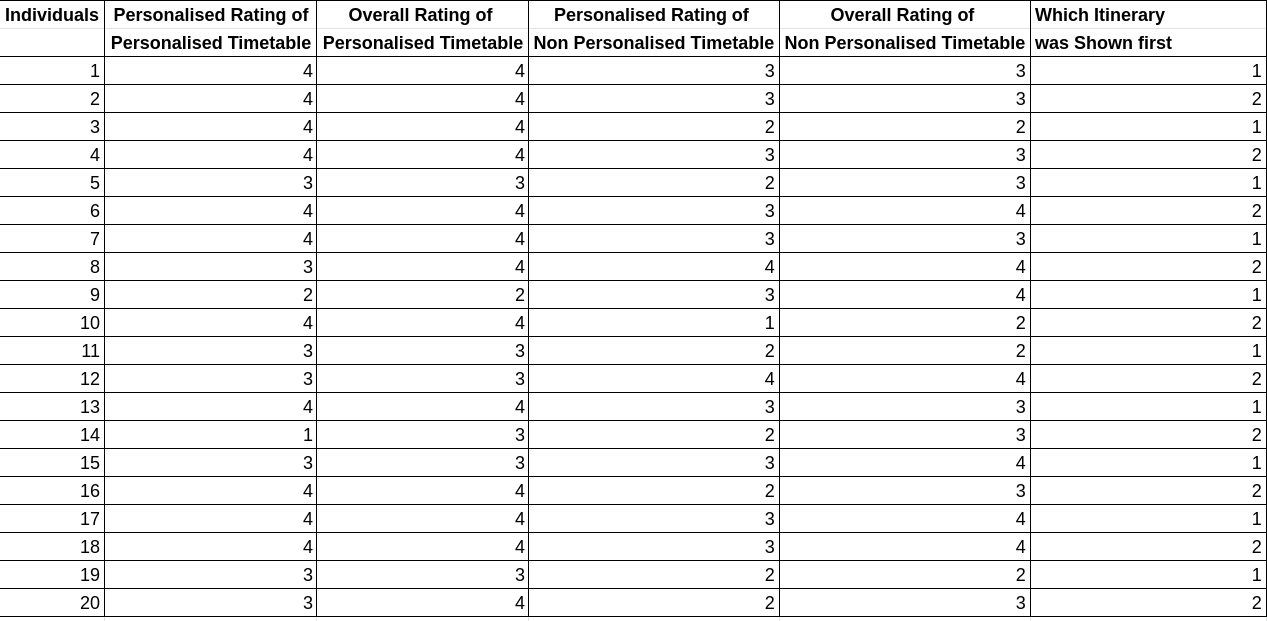 Individuals Personalised Rating of Overall Rating of Personalised Rating of Overall Rating of Which Itinerary
Personalised Timetable Personalised Timetable Non Personalised Timetable Non Personalised Timetable was Shown first
1 4 4 3 3 1
2 4 4 3 3 2
3 4 4 2 2 1
4 4 4 3 3 2
5 3 3 2 3 1
6 4 4 3 4 2
7 4 4 3 3 1
8 3 4 4 4 2
9 2 2 3 4 1
10 4 4 1 2 2
11 3 3 2 2 1
12 3 3 4 4 2
13 4 4 3 3 1
14 1 3 2 3 2
15 3 3 3 4 1
16 4 4 2 3 2
17 4 4 3 4 1
18 4 4 3 4 2
19 3 3 2 2 1
20 3 4 2 3 2